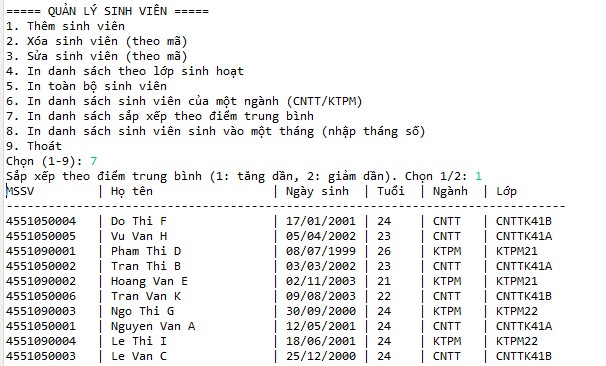 ===== QUẢN LÝ SINH VIÊN =====
1. Thêm sinh viên
2. Xóa sinh viên (theo mã)
3. Sửa sinh viên (theo mã)
4. In danh sách theo lớp sinh hoạt
5. In toàn bộ sinh viên
6. In danh sách sinh viên của một ngành (CNTT/KTPM)
7. In danh sách sắp xếp theo điểm trung bình
8. In danh sách sinh viên sinh vào một tháng (nhập tháng số)
9. Thoát
Chọn (1-9): 7
Sắp xếp theo điểm trung bình (1: tăng dần, 2: giảm dần). Chọn 1/2: 1
MSSV | Họ tên | Ngày sinh | Tuổi | Ngành | Lớp
--------------------------------------------------------------------------------
4551050004 | Do Thi F | 17/01/2001 | 24 | CNTT | CNTTK41B
4551050005 | Vu Van H | 05/04/2002 | 23 | CNTT | CNTTK41A
4551090001 | Pham Thi D | 08/07/1999 | 26 | KTPM | KTPM21
4551050002 | Tran Thi B | 03/03/2002 | 23 | CNTT | CNTTK41A
4551090002 | Hoang Van E | 02/11/2003 | 21 | KTPM | KTPM21
4551050006 | Tran Van K | 09/08/2003 | 22 | CNTT | CNTTK41B
4551090003 | Ngo Thi G | 30/09/2000 | 24 | KTPM | KTPM22
4551050001 | Nguyen Van A | 12/05/2001 | 24 | CNTT | CNTTK41A
4551090004 | Le Thi I | 18/06/2001 | 24 | KTPM | KTPM22
4551050003 | Le Van C | 25/12/2000 | 24 | CNTT | CNTTK41B